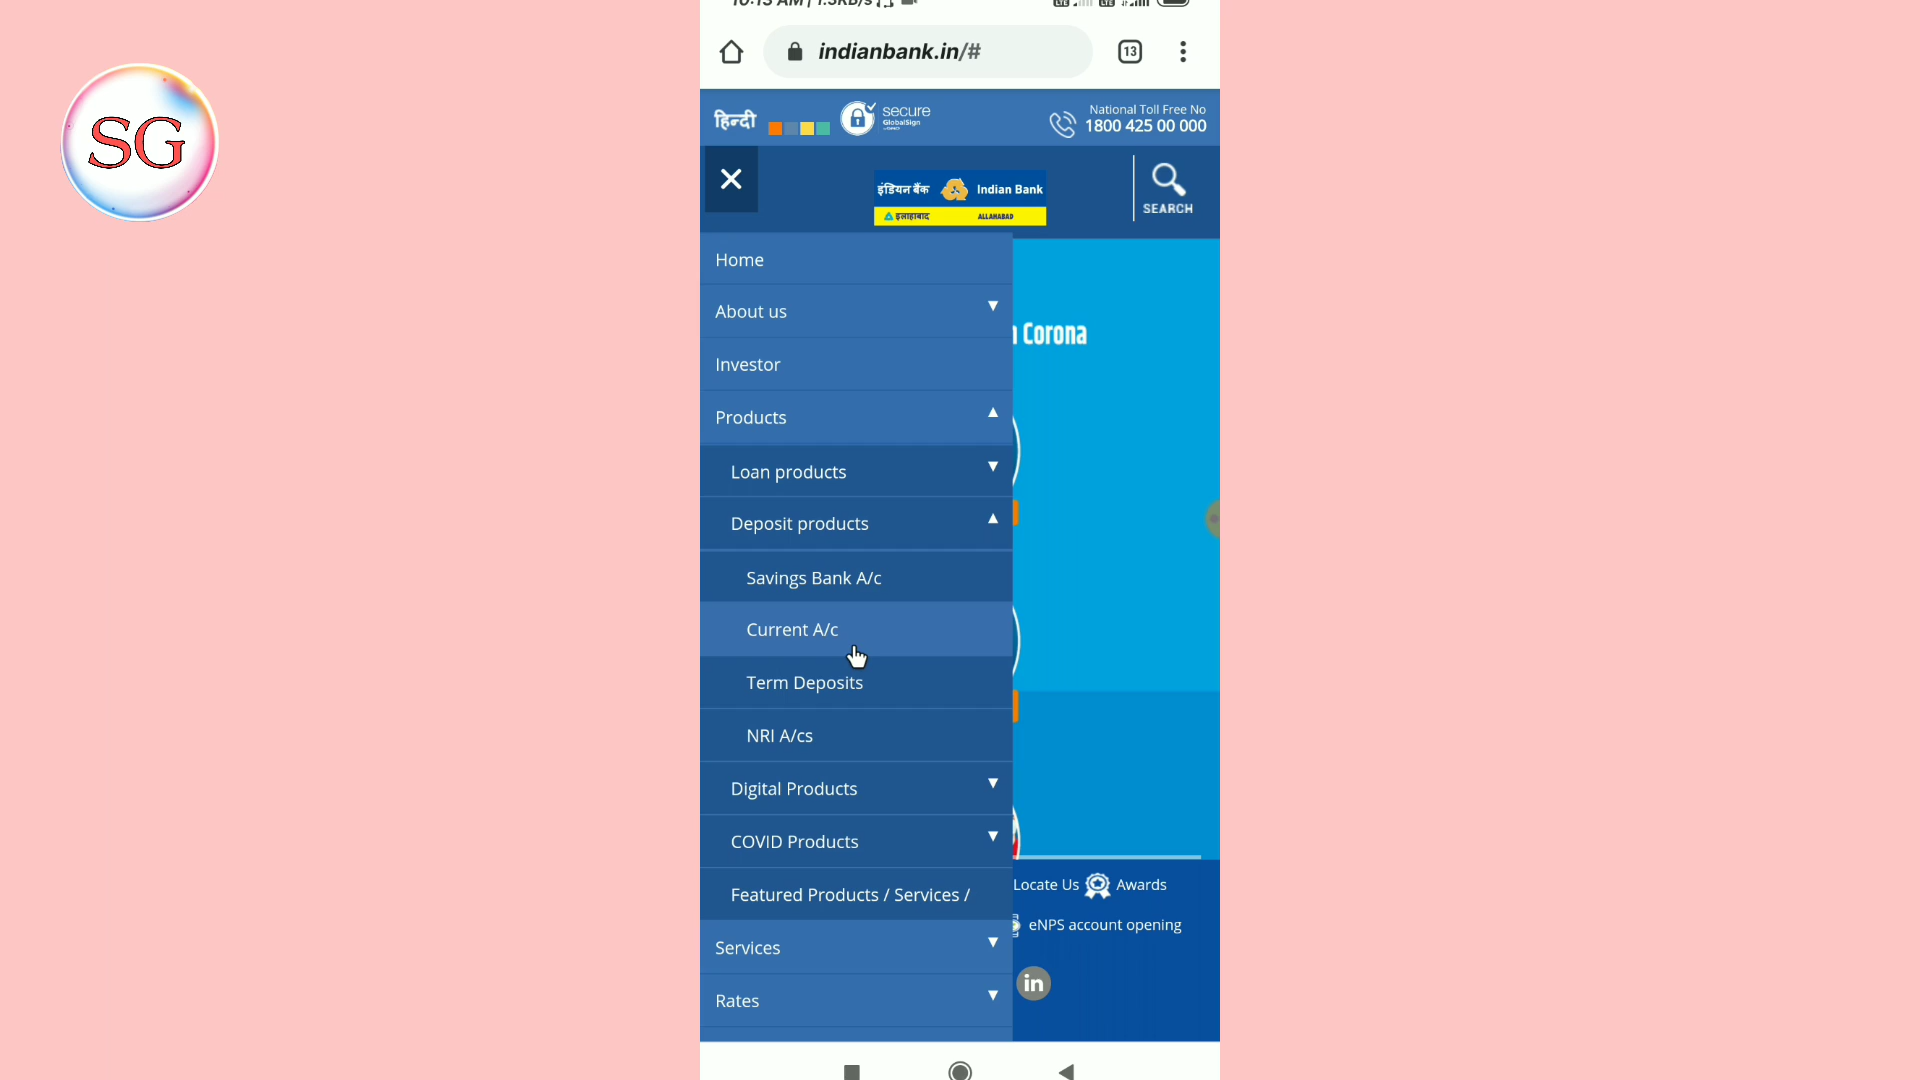 SG
indianbank.in/#
13
हिन्दी
secure
GlobalSign
National Toll Free No
1800 425 00 000
इंडियन बैंक Indian Bank
इलाहाबाद ALLAHABAD
SEARCH
Home
About us
Corona
Investor
Products
Loan products
Deposit products
Savings Bank A/c
Current A/c
Term Deposits
NRI A/cs
Digital Products
COVID Products
Featured Products / Services /
Locate Us Awards
eNPS account opening
Services
in
Rates